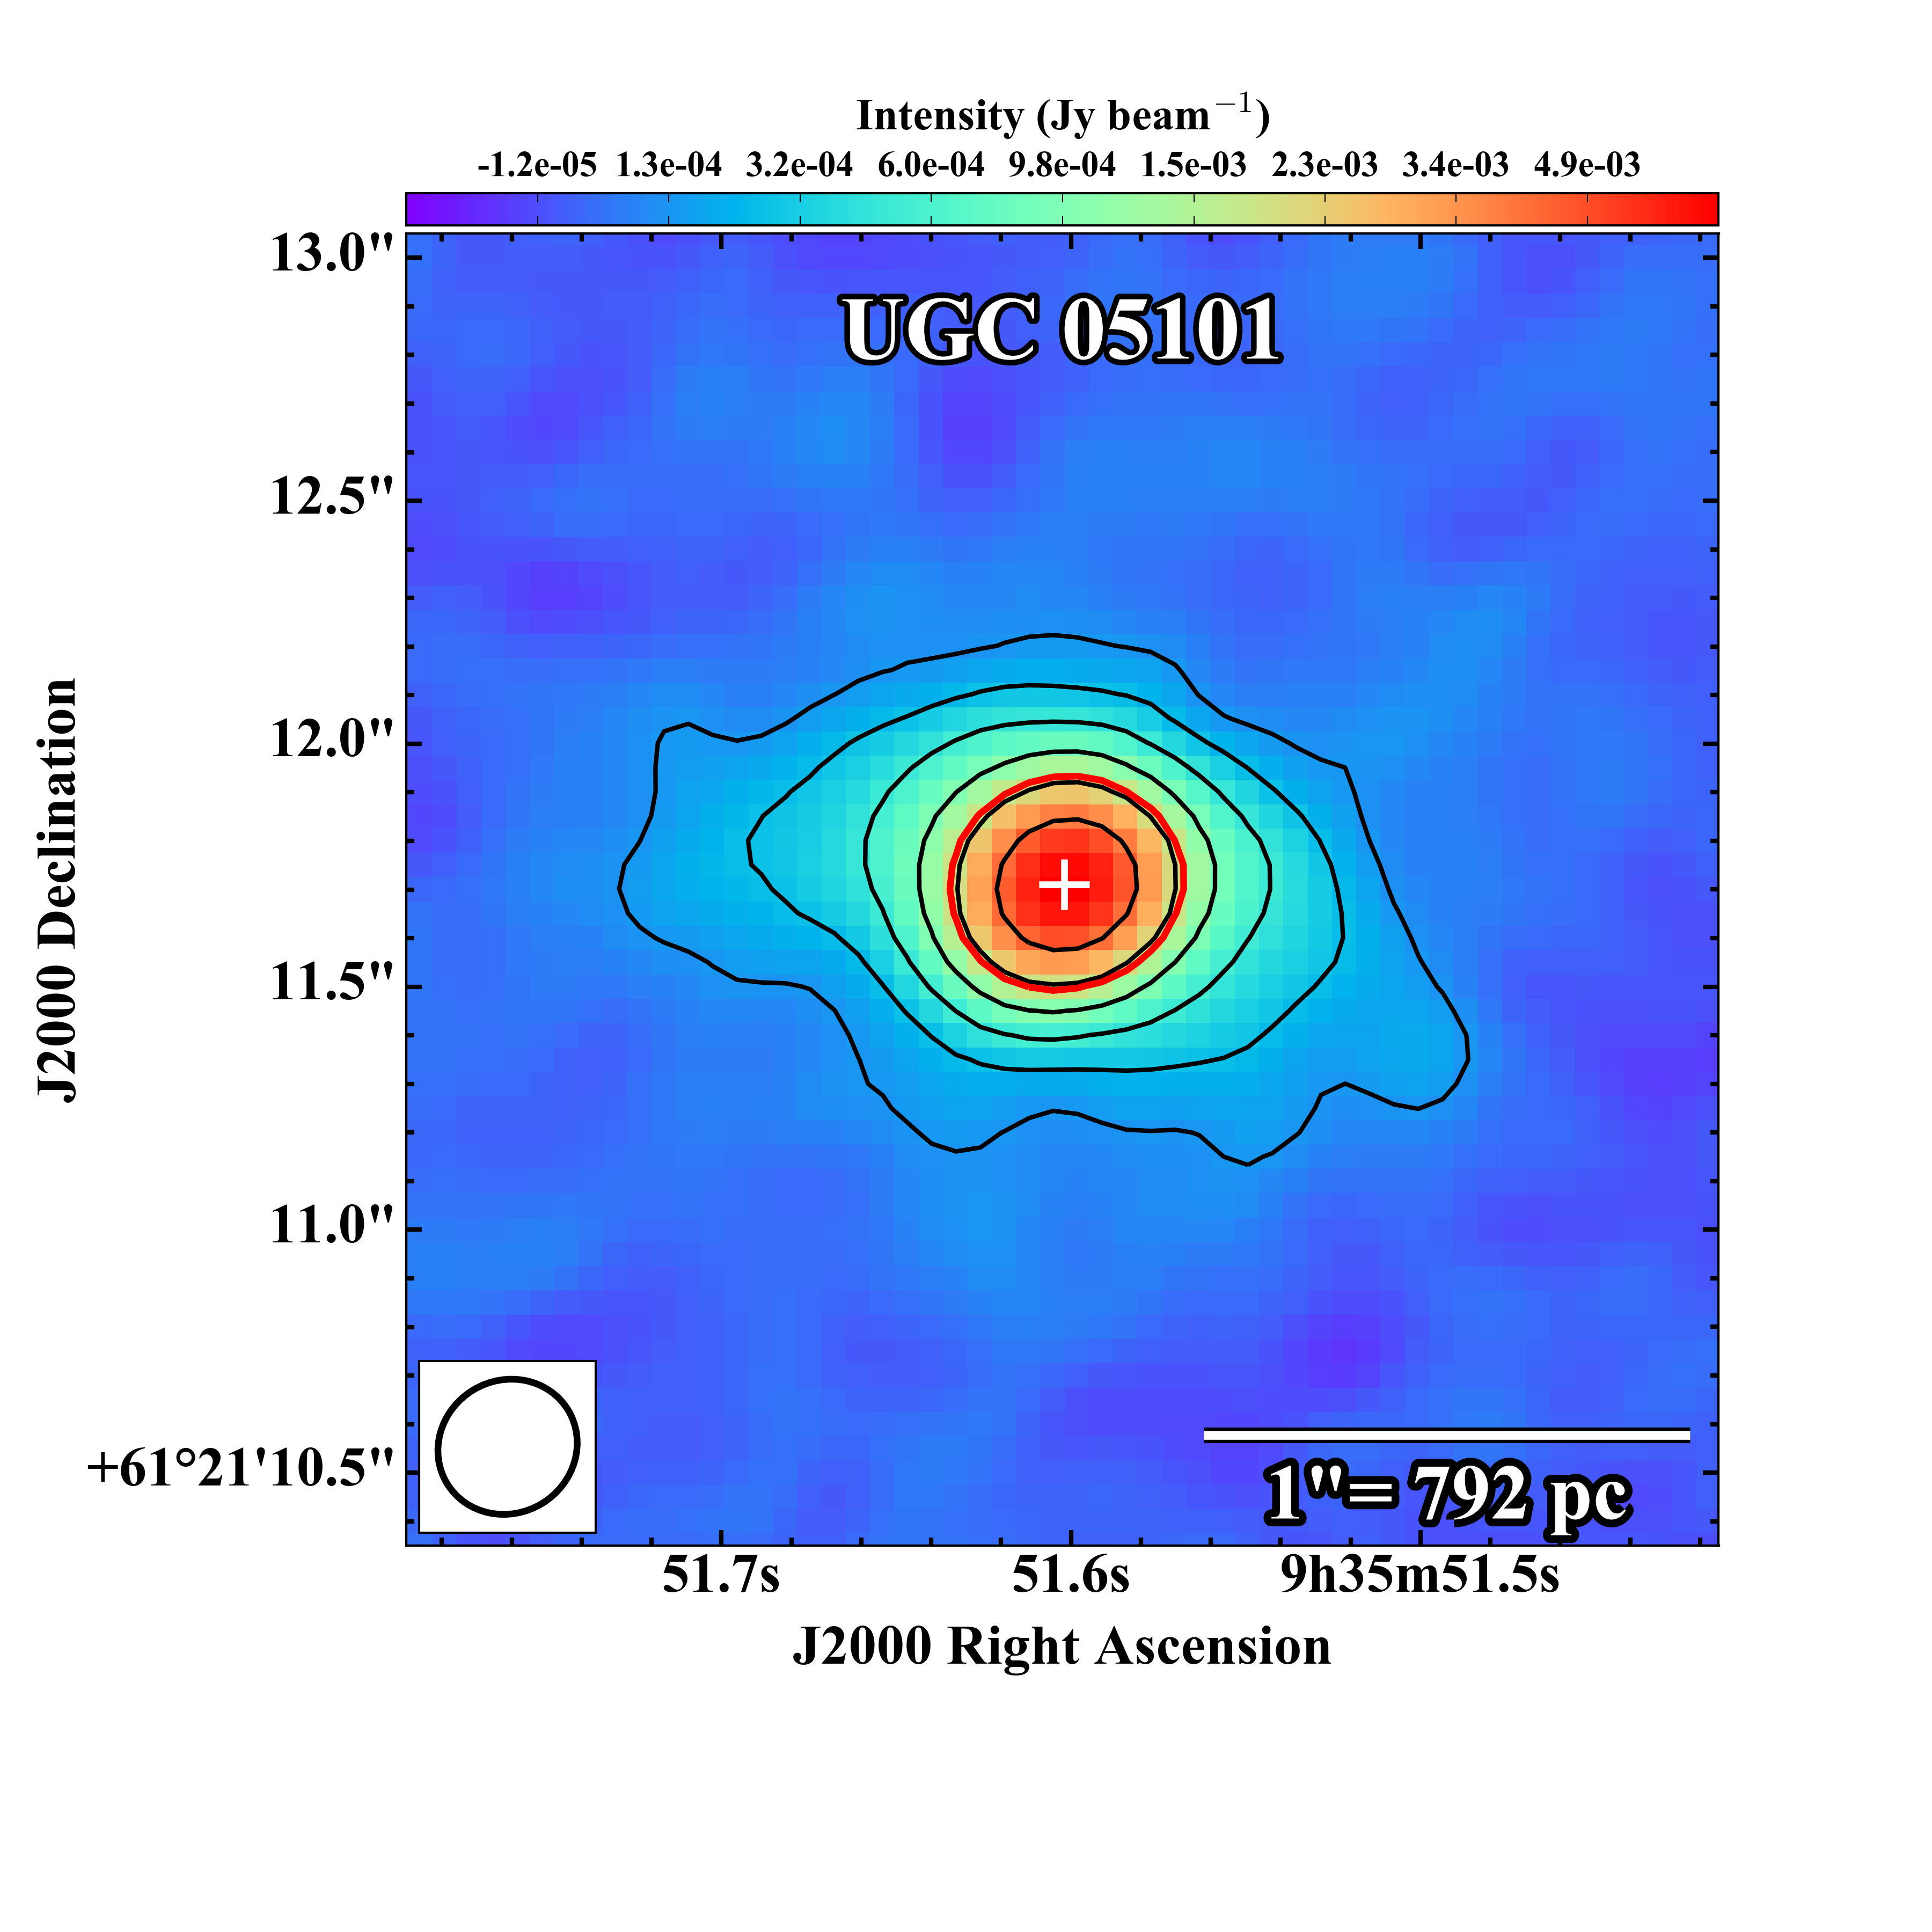 Intensity (Jy beam−1)
-1.2e-05 1.3e-04 3.2e-04 6.0e-04 9.8e-04 1.5e-03 2.3e-03 3.4e-03 4.9e-03
UGC 05101
13.0"
12.5"
12.0"
11.5"
11.0"
+61°21'10.5"
J2000 Declination
1"= 792 pc
51.7s 51.6s 9h35m51.5s
J2000 Right Ascension